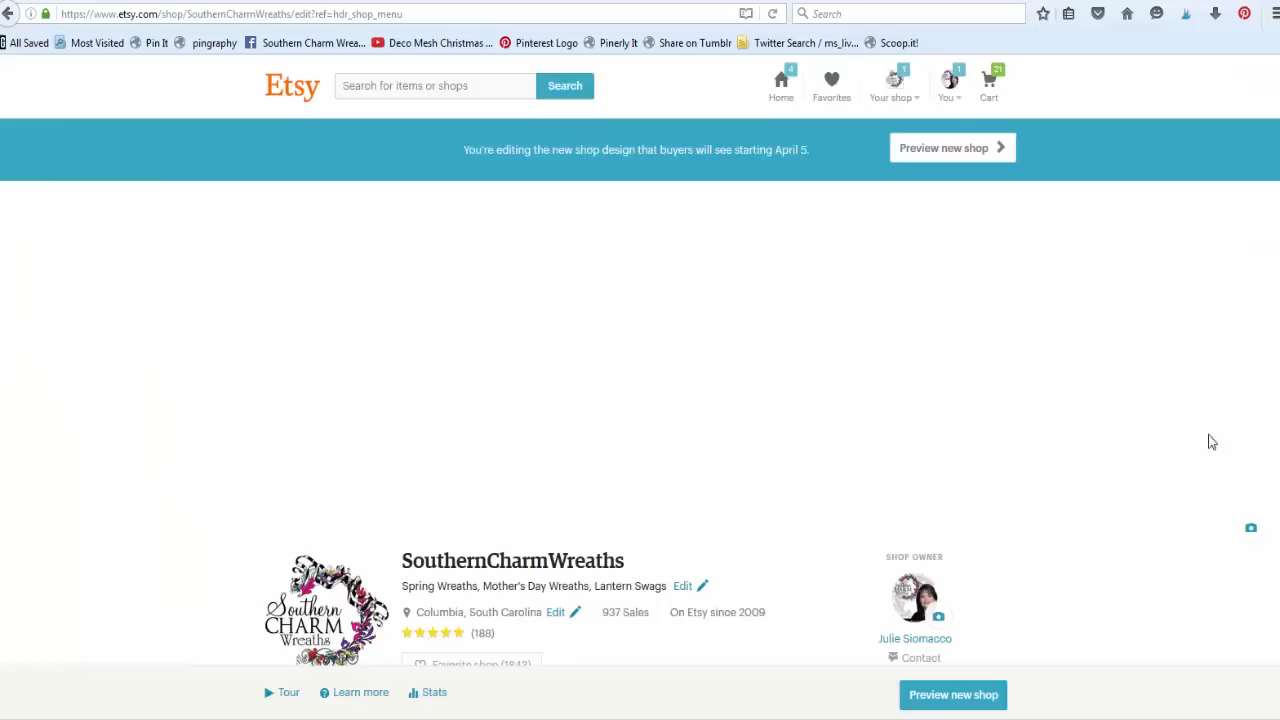 https://www.etsy.com/shop/SouthernCharmWreaths/edit?ref=hdr_shop_menu
Search
All Saved
Most Visited
Pin It
pingraphy
Southern Charm Wrea...
Deco Mesh Christmas ...
Pinterest Logo
Pinerly It
Share on Tumblr
Twitter Search / ms_liv...
Scoop.it!
Etsy
Search for items or shops
Search
4
1
1
21
Home
Favorites
Your shop
You
Cart
You're editing the new shop design that buyers will see starting April 5.
Preview new shop
SouthernCharmWreaths
Spring Wreaths, Mother's Day Wreaths, Lantern Swags Edit
Columbia, South Carolina Edit
937 Sales
On Etsy since 2009
(188)
Favorite shop (1843)
Southern
CHARM
Wreaths
SHOP OWNER
Julie Siomacco
Contact
Tour
Learn more
Stats
Preview new shop